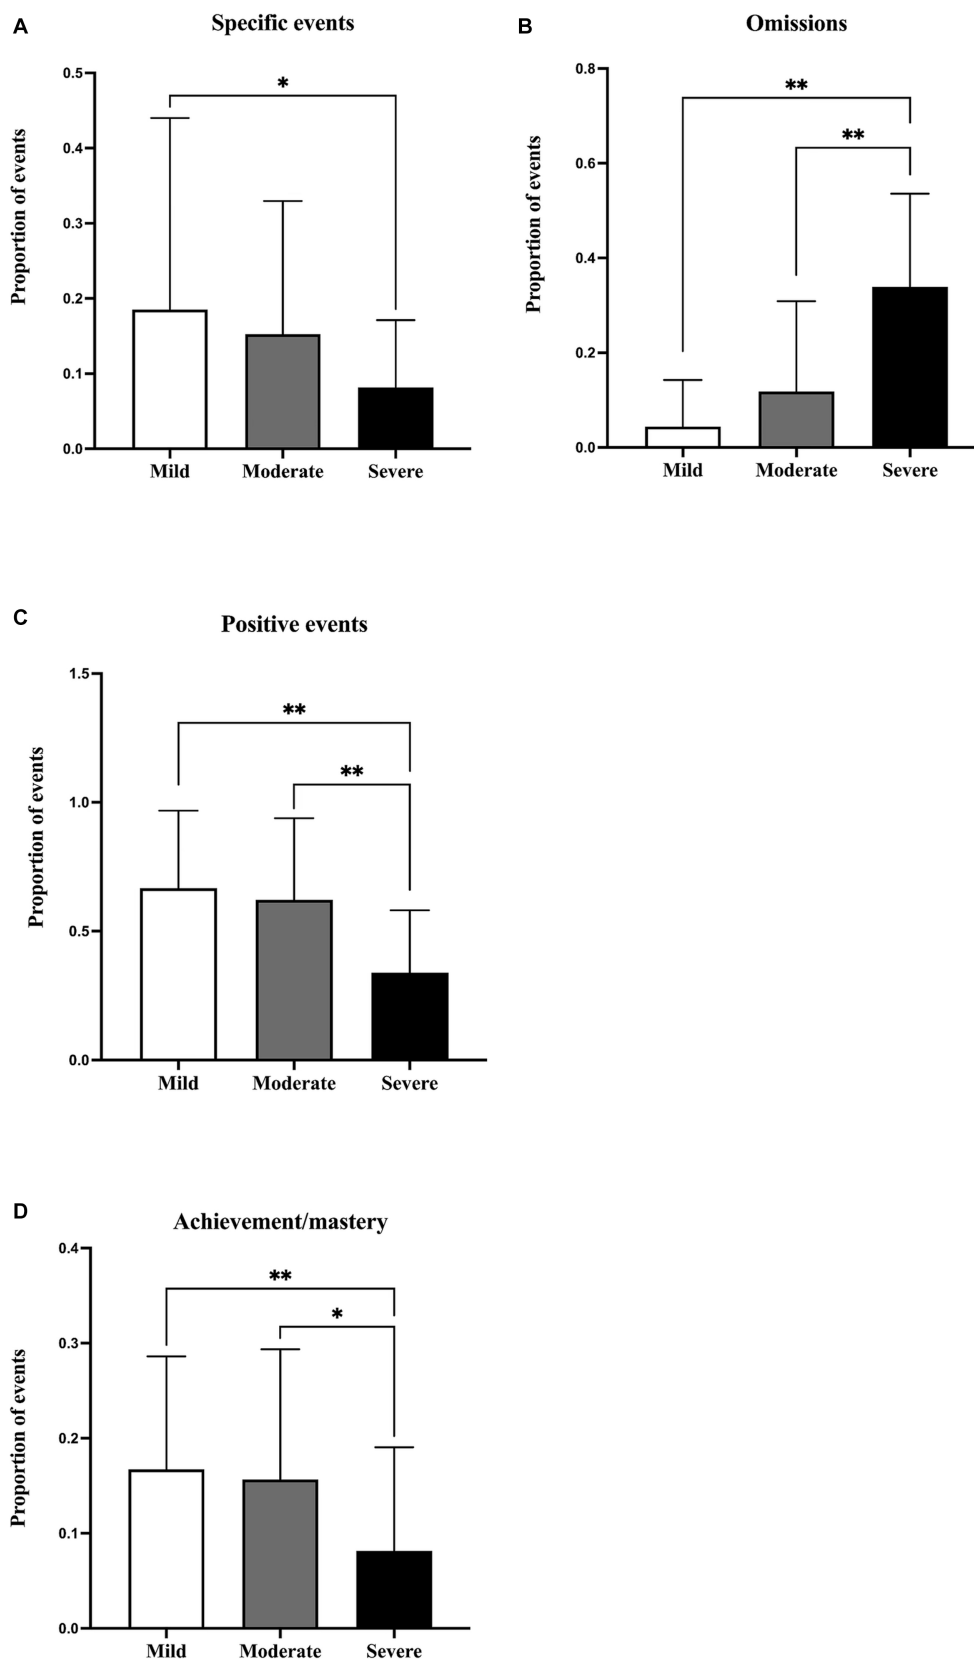 A
Specific events
Proportion of events
0.5
0.4
0.3
0.2
0.1
0.0
*
Mild Moderate Severe
B
Omissions
Proportion of events
0.8
0.6
0.4
0.2
0.0
**
**
Mild Moderate Severe
C
Positive events
Proportion of events
1.5
1.0
0.5
0.0
**
**
Mild Moderate Severe
D
Achievement/mastery
Proportion of events
0.4
0.3
0.2
0.1
0.0
**
*
Mild Moderate Severe